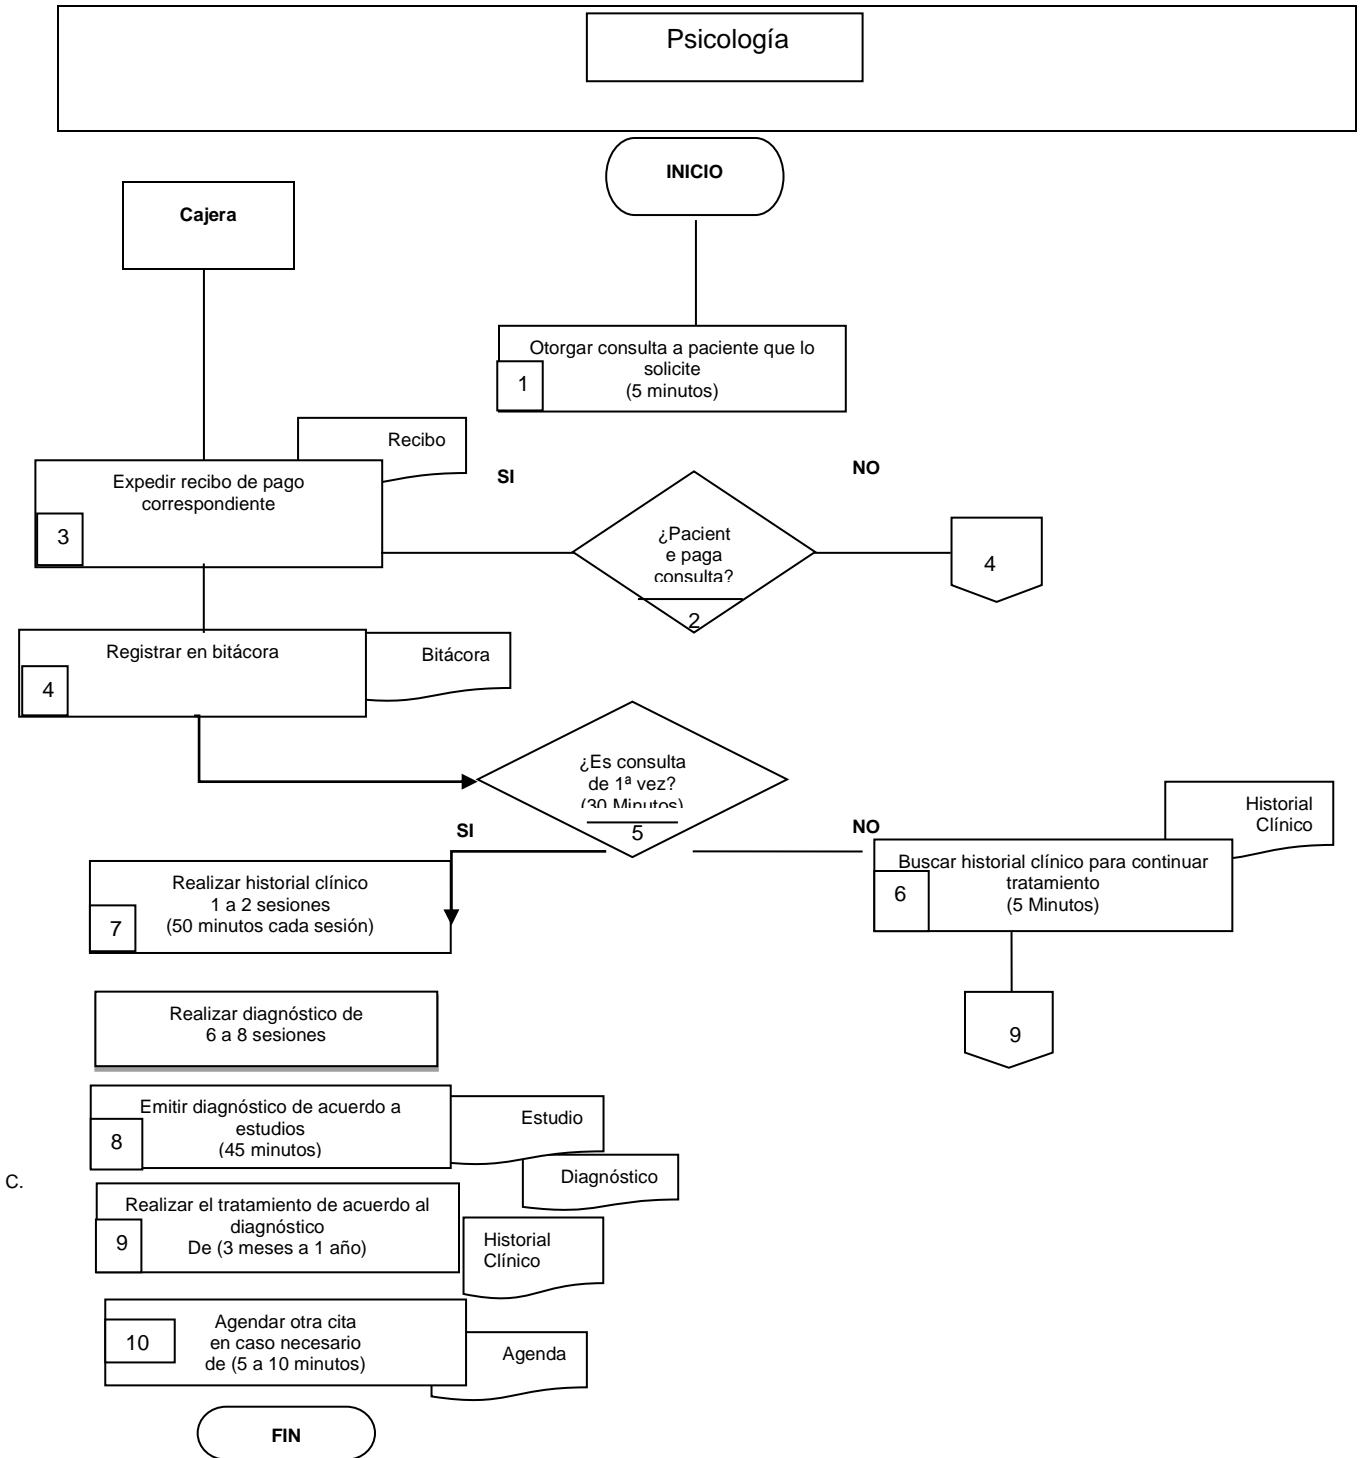 Psicología
INICIO
Cajera
Otorgar consulta a paciente que lo
solicite
(5 minutos)
1
Recibo
Expedir recibo de pago
correspondiente
3
SI
NO
¿Pacient
e paga
consulta?
2
4
Registrar en bitácora
4
Bitácora
¿Es consulta
de 1ª vez?
(30 Minutos)
5
SI
NO
Historial
Clínico
Buscar historial clínico para continuar
tratamiento
(5 Minutos)
6
Realizar historial clínico
1 a 2 sesiones
(50 minutos cada sesión)
7
9
Realizar diagnóstico de
6 a 8 sesiones
Emitir diagnóstico de acuerdo a
estudios
(45 minutos)
8
Estudio
Diagnóstico
C.
Realizar el tratamiento de acuerdo al
diagnóstico
De (3 meses a 1 año)
9
Historial
Clínico
Agendar otra cita
en caso necesario
de (5 a 10 minutos)
10
Agenda
FIN